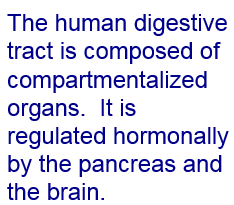 The human digestive
tract is composed of
compartmentalized
organs.  It is
regulated hormonally
by the pancreas and
the brain.